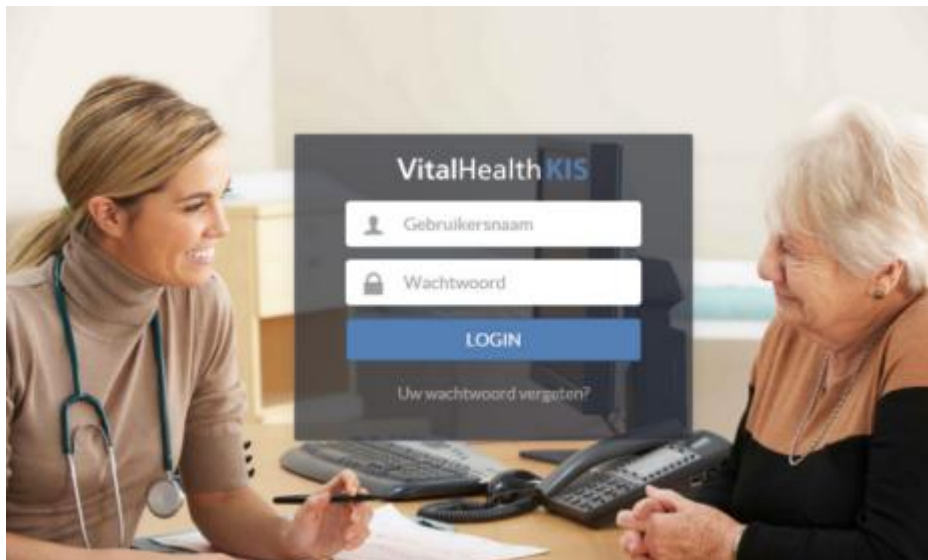 VitalHealth KIS
Gebruikersnaam
Wachtwoord
LOGIN
Uw wachtwoord vergeten?